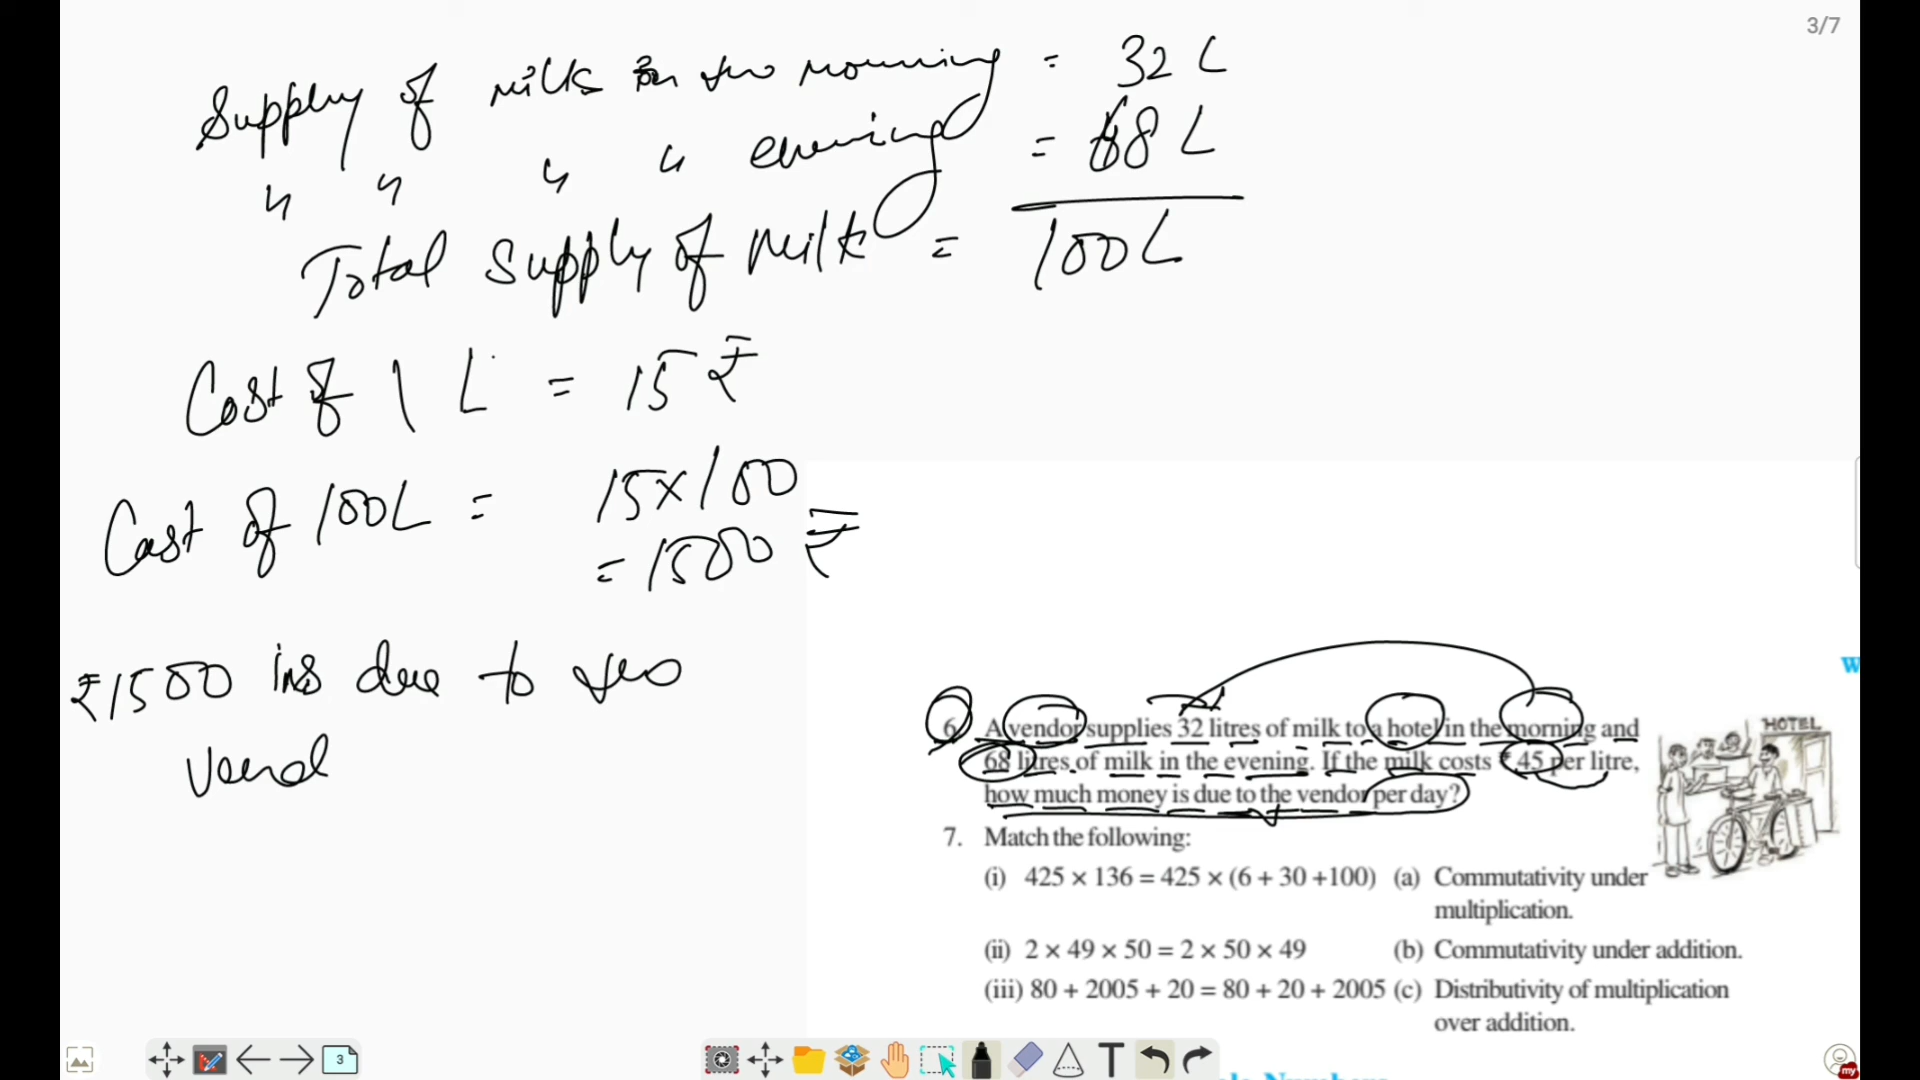 3/7
Supply of milk in the morning = 32 L
" " " " evening = 68 L
Total Supply of Milk = 100 L
Cost of 1 L = 15 ₹
Cost of 100L = 15 × 100
= 1500 ₹
₹1500 is due to the
Vend
W
6. A vendor supplies 32 litres of milk to a hotel in the morning and
68 litres of milk in the evening. If the milk costs ₹ 45 per litre,
how much money is due to the vendor per day?
HOTEL
7. Match the following:
(i) 425 × 136 = 425 × (6 + 30 +100) (a) Commutativity under
multiplication.
(ii) 2 × 49 × 50 = 2 × 50 × 49 (b) Commutativity under addition.
(iii) 80 + 2005 + 20 = 80 + 20 + 2005 (c) Distributivity of multiplication
over addition.
3
T
my